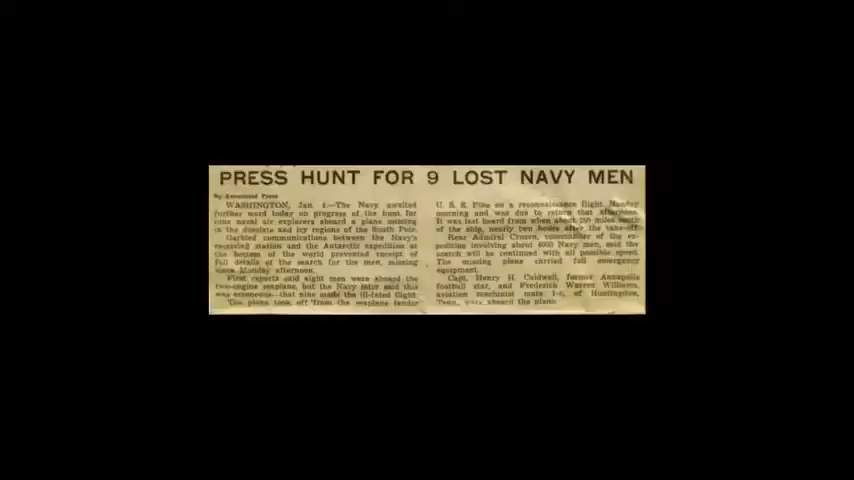 PRESS HUNT FOR 9 LOST NAVY MEN
By Associated Press
WASHINGTON, Jan. 1.—The Navy awaited
further word today on progress of the hunt for
nine naval air explorers aboard a plane missing
in the desolate and icy regions of the South Pole.
Garbled communications between the Navy's
receiving station and the Antarctic expedition at
the bottom of the world prevented receipt of
full details of the search for the men, missing
since Monday afternoon.
First reports said eight men were aboard the
two-engine seaplane, but the Navy later said this
was erroneous—that nine made the ill-fated flight.
The plane took off from the seaplane tender
U. S. S. Pine on a reconnaissance flight Monday
morning and was due to return that afternoon.
It was last heard from when about 250 miles south
of the ship, nearly two hours after the take-off.
Rear Admiral Cruzen, commander of the ex-
pedition involving about 4000 Navy men, said the
search will be continued with all possible speed.
The missing plane carried full emergency
equipment.
Capt. Henry H. Caldwell, former Annapolis
football star, and Frederick Warren Williams,
aviation machinist mate 1-c, of Huntingdon,
Tenn., were aboard the plane.